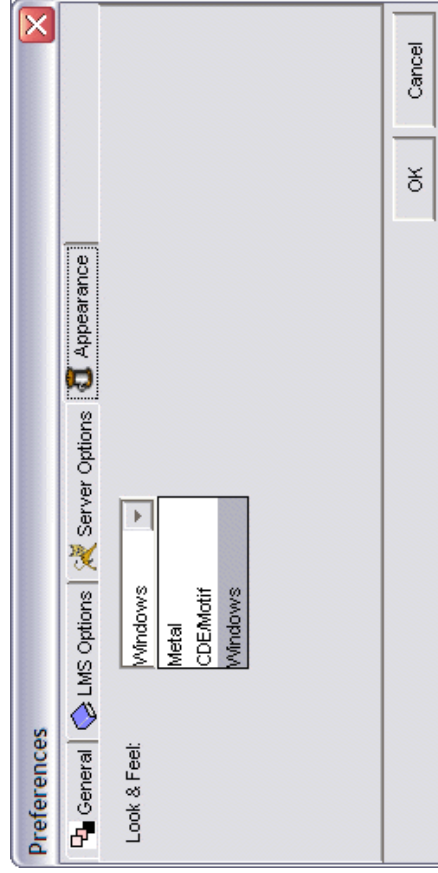 Preferences
General LMS Options Server Options Appearance
Look & Feel: Windows
Metal
CDE/Motif
Windows
OK Cancel